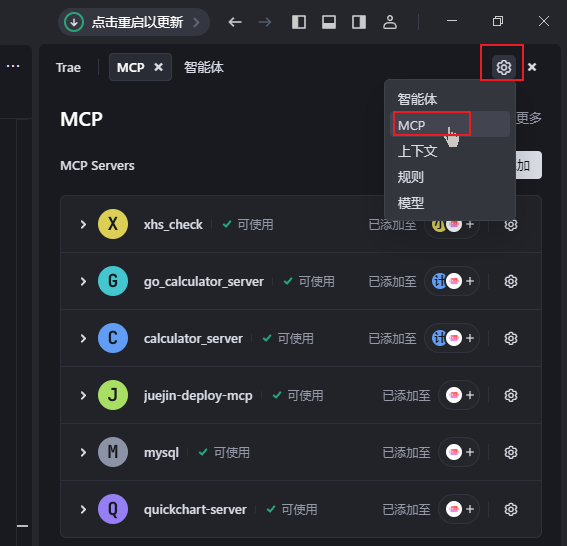 点击重启以更新
Trae
MCP
智能体
智能体
MCP
上下文
规则
模型
MCP
更多
MCP Servers
加
X xhs_check 可使用 已添加至 小
G go_calculator_server 可使用 已添加至 计
C calculator_server 可使用 已添加至 计
J juejin-deploy-mcp 可使用 已添加至
M mysql 可使用 已添加至
Q quickchart-server 可使用 已添加至